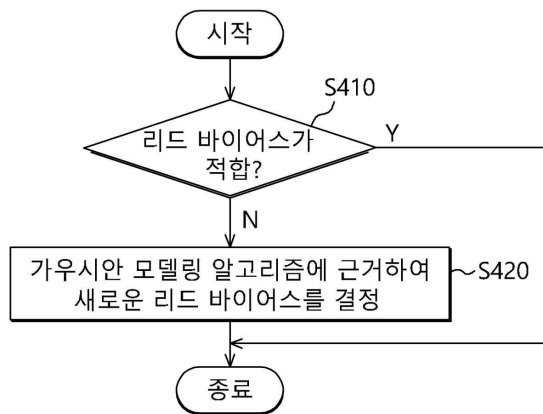 시작
S410
리드 바이어스가
적합?
Y
N
가우시안 모델링 알고리즘에 근거하여
새로운 리드 바이어스를 결정
S420
종료